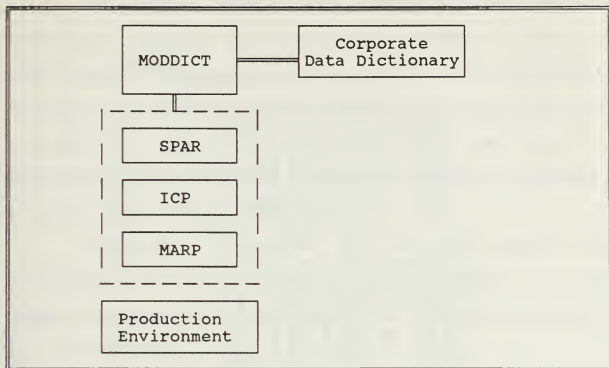 MODDICT
Corporate
Data Dictionary
SPAR
ICP
MARP
Production
Environment